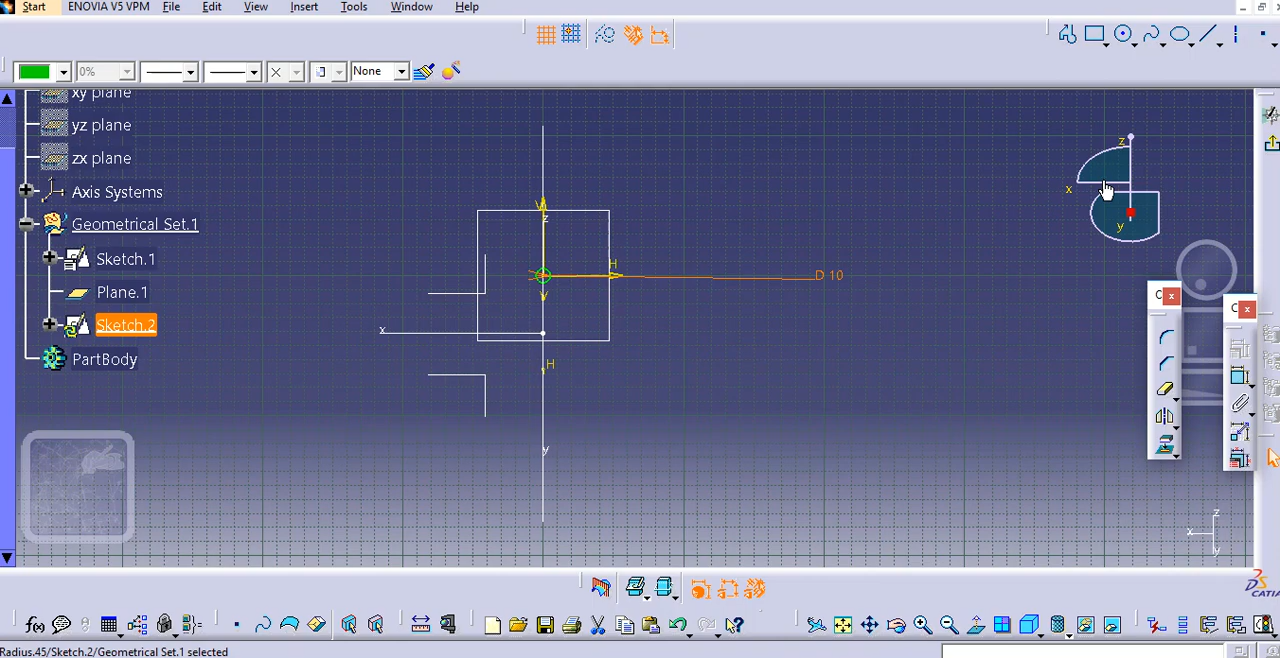 Start ENOVIA V5 VPM File Edit View Insert Tools Window Help
0% None
xy plane
yz plane
zx plane
Axis Systems
Geometrical Set.1
Sketch.1
Plane.1
Sketch.2
PartBody
V
z
H
D 10
V
x
H
y
z
x
y
C
C
z
x
y
CATIA
f(x)
Radius.45/Sketch.2/Geometrical Set.1 selected